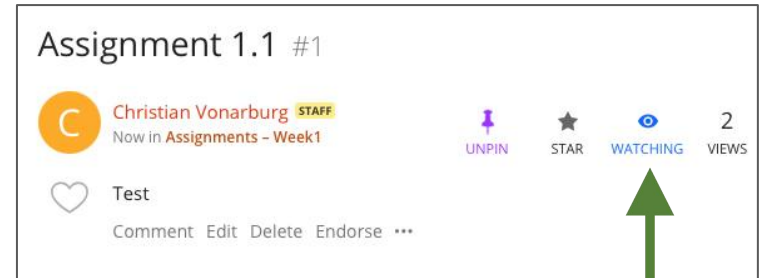 Assignment 1.1 #1
C
Christian Vonarburg STAFF
Now in Assignments – Week1
UNPIN
STAR
WATCHING
2
VIEWS
Test
Comment Edit Delete Endorse •••